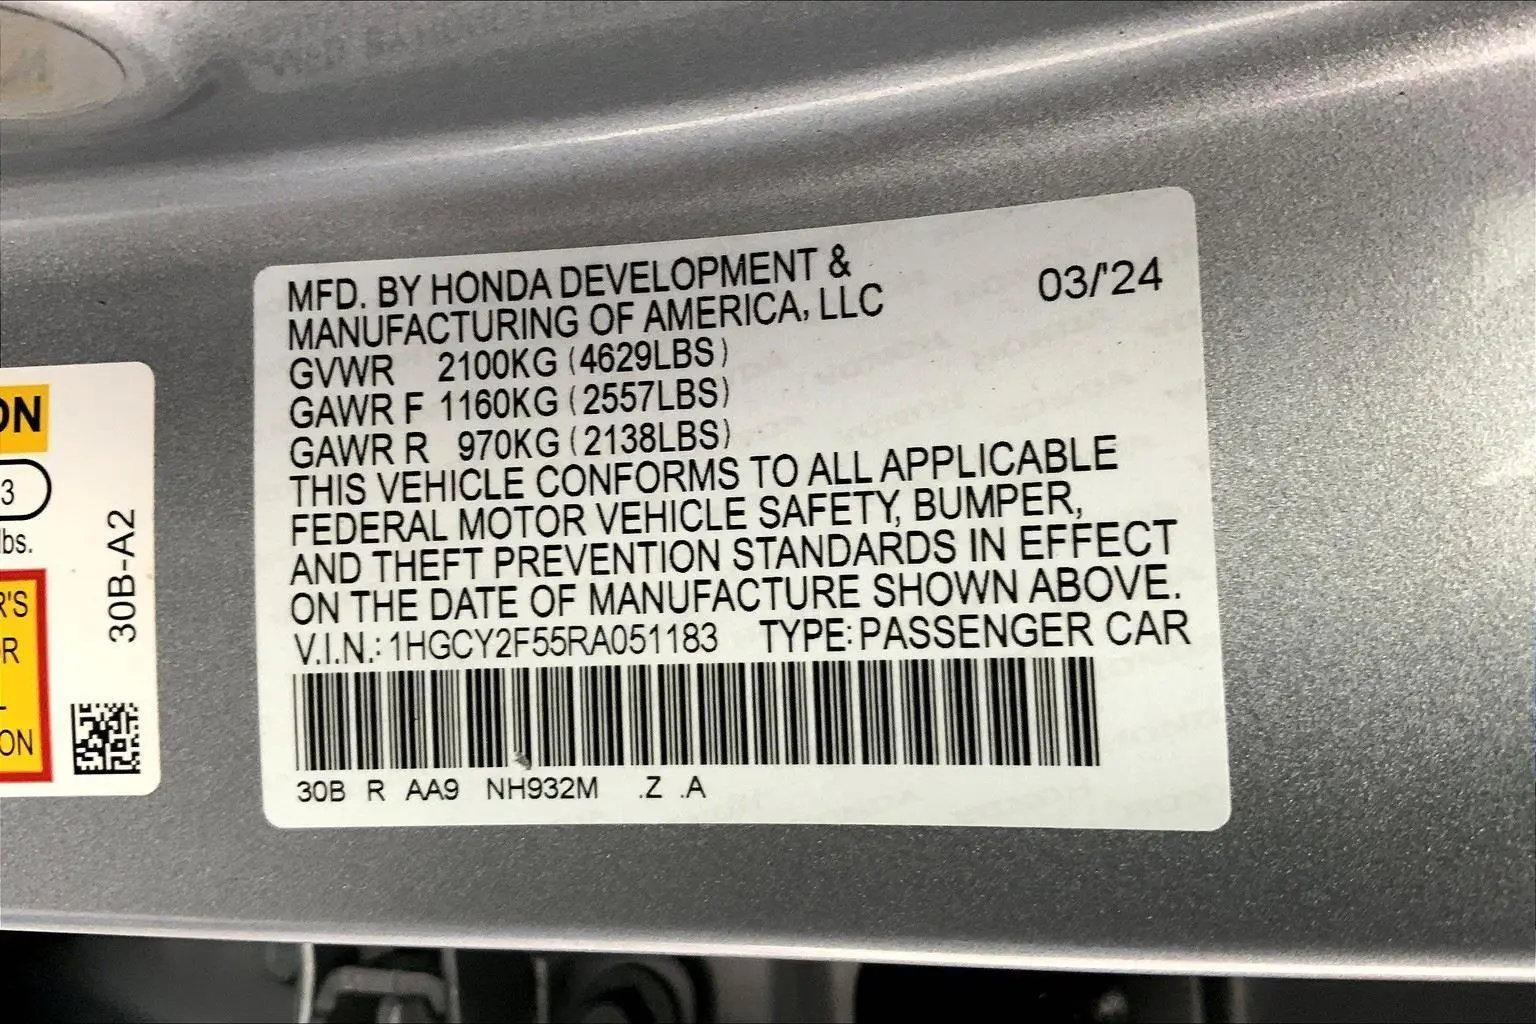 MFD. BY HONDA DEVELOPMENT &
MANUFACTURING OF AMERICA, LLC
03/'24
GVWR 2100KG (4629LBS)
GAWR F 1160KG (2557LBS)
GAWR R 970KG (2138LBS)
THIS VEHICLE CONFORMS TO ALL APPLICABLE
FEDERAL MOTOR VEHICLE SAFETY, BUMPER,
AND THEFT PREVENTION STANDARDS IN EFFECT
ON THE DATE OF MANUFACTURE SHOWN ABOVE.
V.I.N.: 1HGCY2F55RA051183 TYPE: PASSENGER CAR
30B R AA9 NH932M .Z .A
ON
3
lbs.
R'S
R
ON
30B-A2